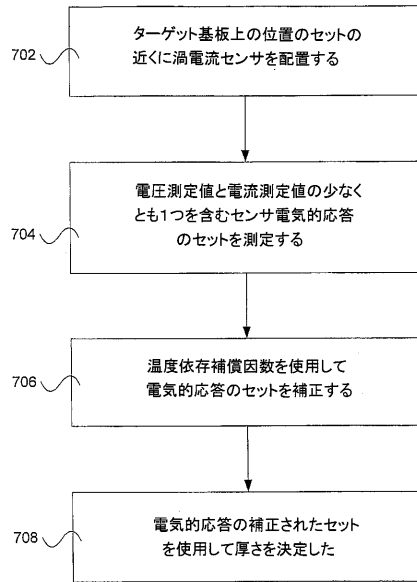 702
ターゲット基板上の位置のセットの
近くに渦電流センサを配置する
704
電圧測定値と電流測定値の少なく
とも1つを含むセンサ電気的応答
のセットを測定する
706
温度依存補償因数を使用して
電気的応答のセットを補正する
708
電気的応答の補正されたセット
を使用して厚さを決定した